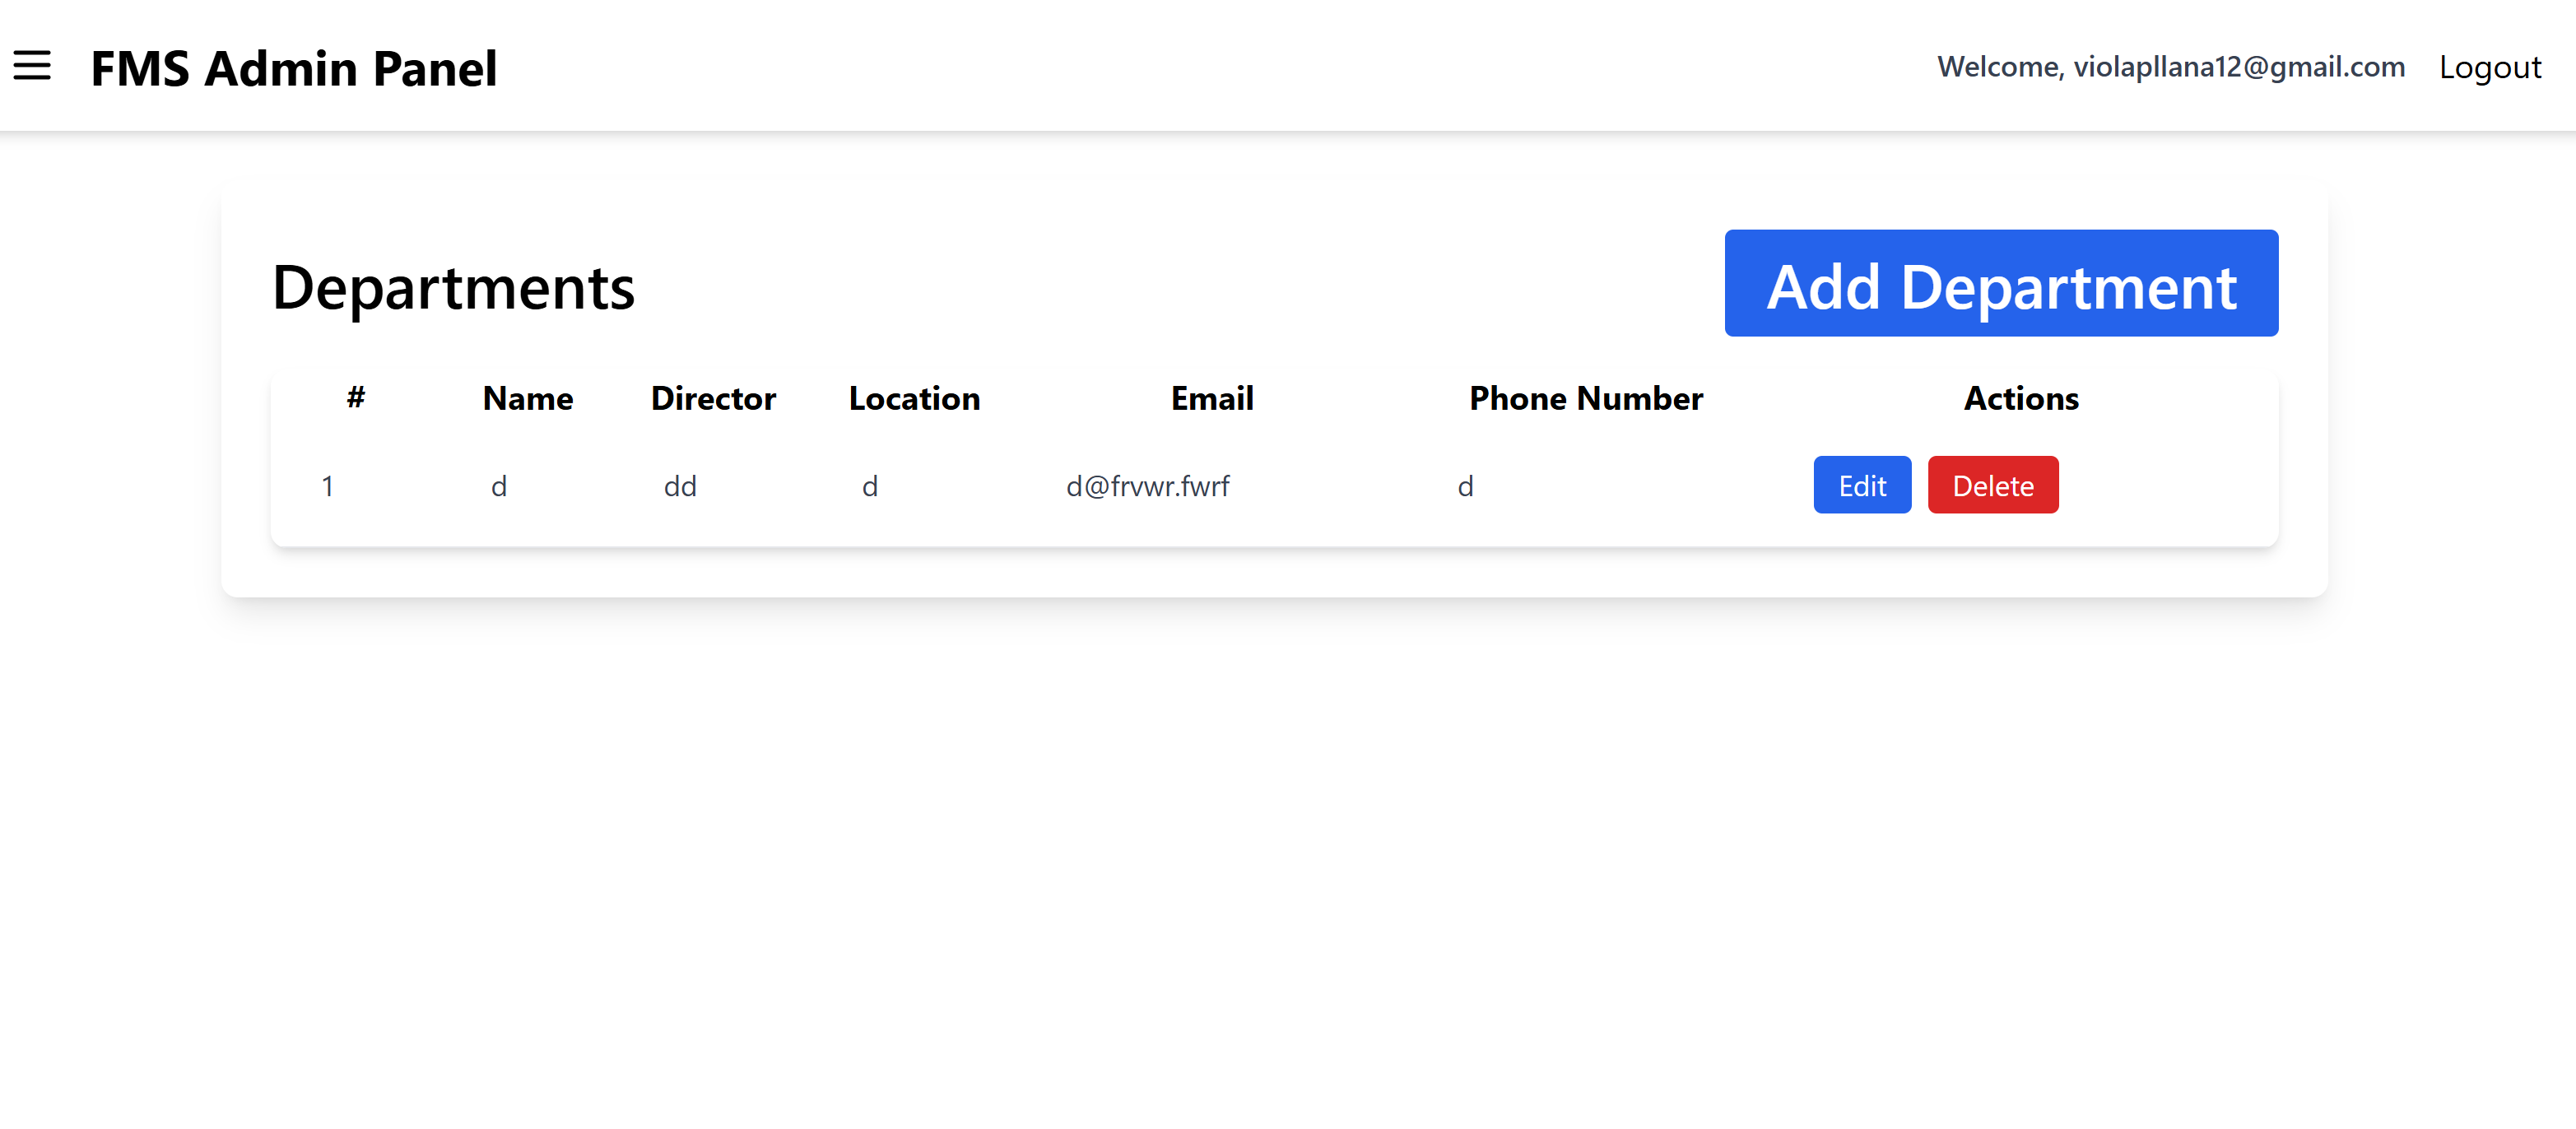 FMS Admin Panel Welcome, violapllana12@gmail.com Logout
Departments Add Department
# Name Director Location Email Phone Number Actions
1 d dd d d@frvwr.fwrf d Edit Delete